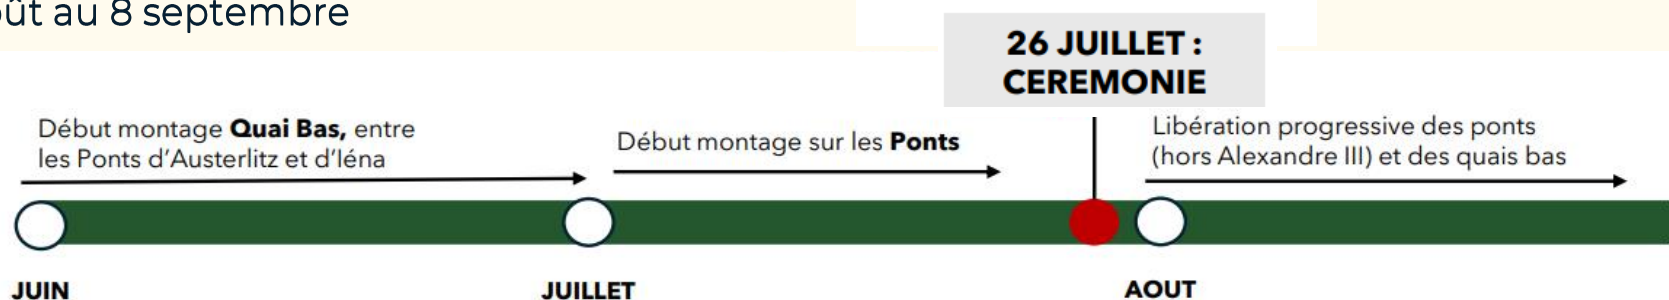 au 8 septembre
26 JUILLET :
CEREMONIE
Début montage Quai Bas, entre
les Ponts d'Austerlitz et d'Iéna
Début montage sur les Ponts
Libération progressive des ponts
(hors Alexandre III) et des quais bas
JUIN
JUILLET
AOUT